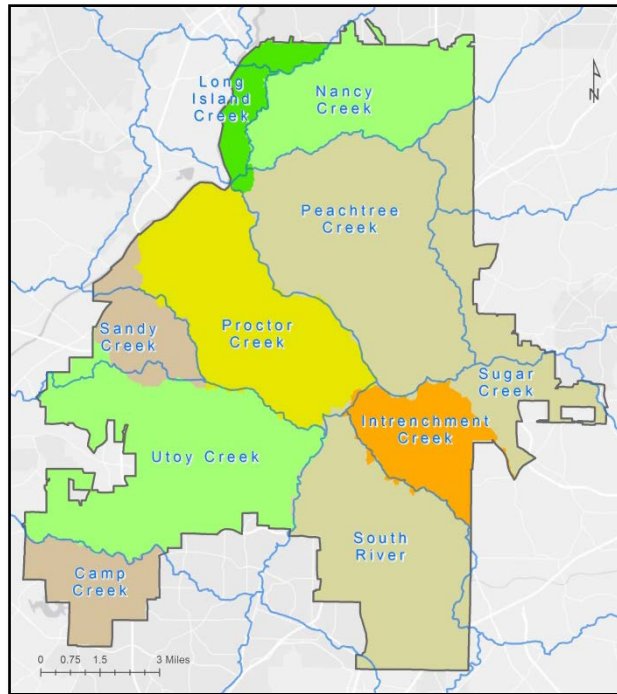 Long
Island
Creek
Nancy
Creek
Peachtree
Creek
Sandy
Creek
Proctor
Creek
Sugar
Creek
Intrenchment
Creek
Utoy Creek
South
River
Camp
Creek
N
0 0.75 1.5 3 Miles